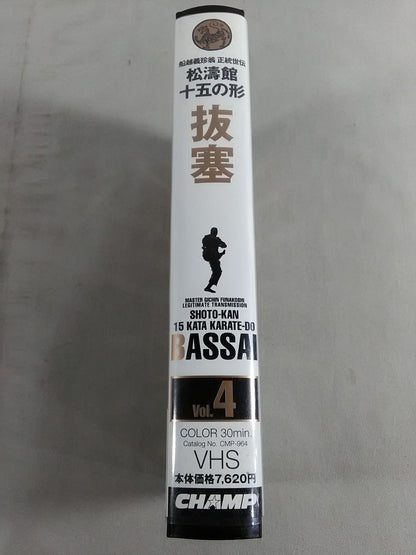 船越義珍翁 正統世伝
松濤館
十五の形
抜塞
MASTER GICHIN FUNAKOSHI
LEGITIMATE TRANSMISSION
SHOTO-KAN
15 KATA KARATE-DO
BASSAI
Vol.4
COLOR 30min.
Catalog No. CMP-964
VHS
本体価格7,620円
CHAMP